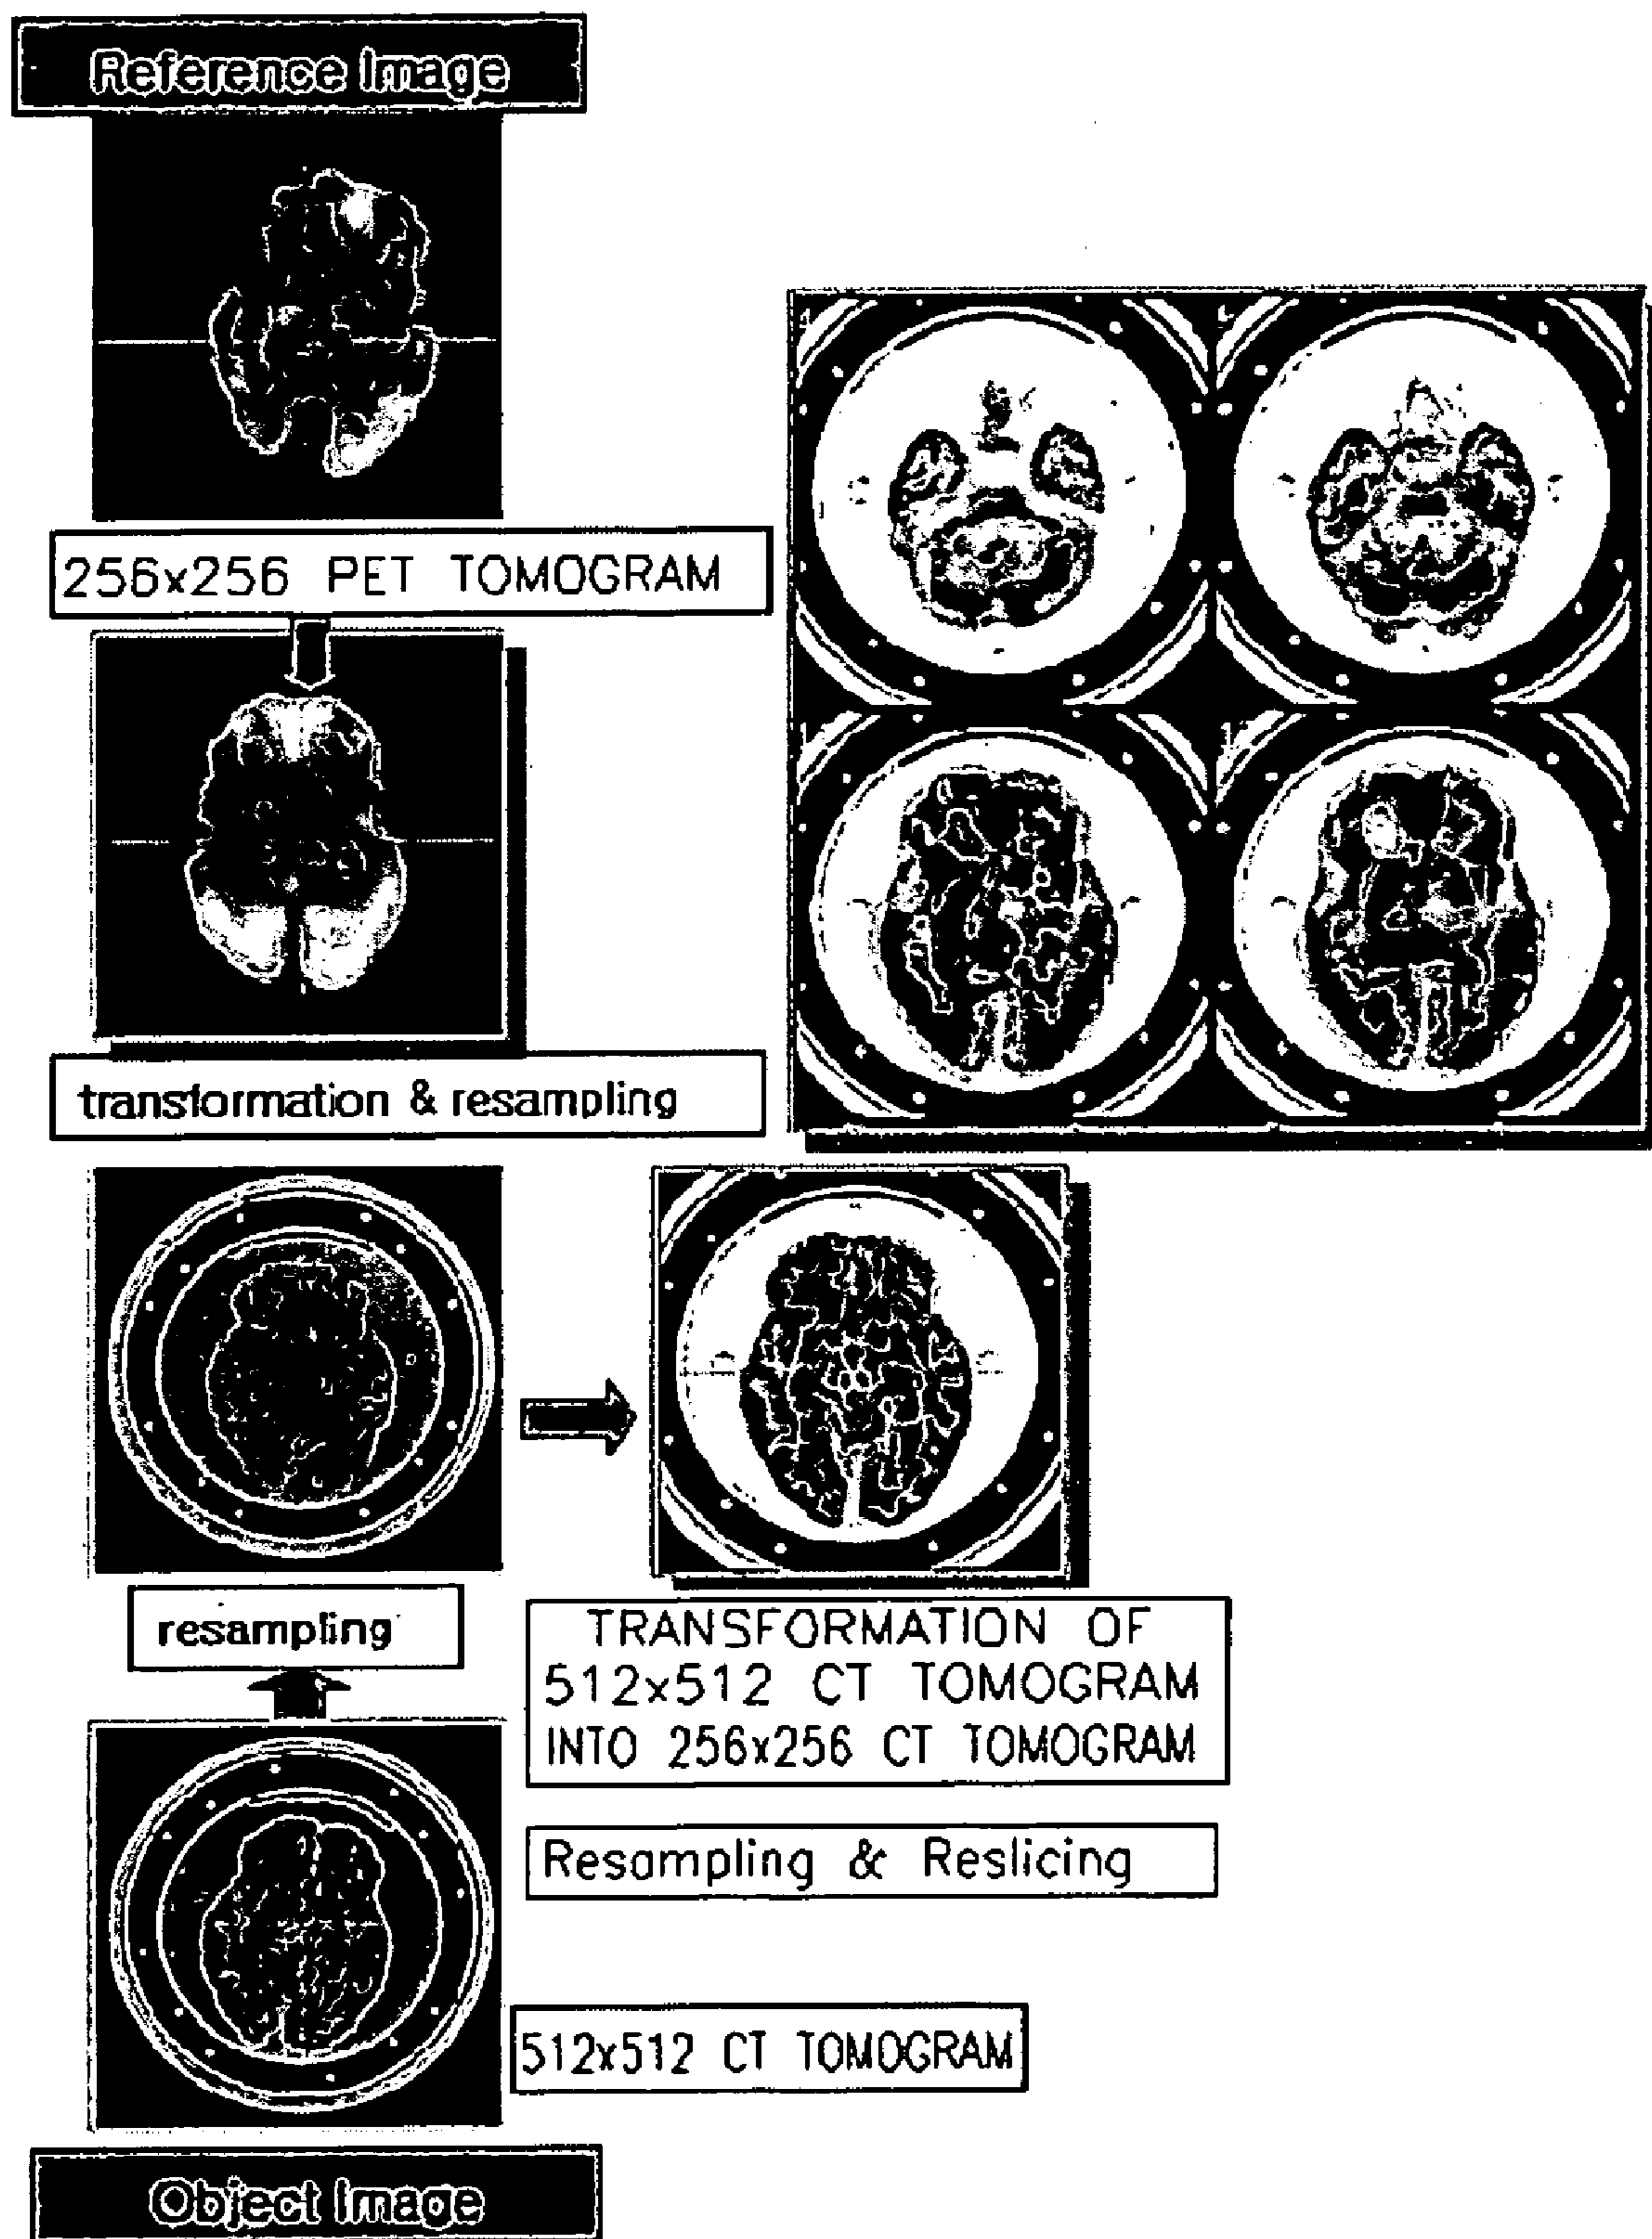 Reference Image
256x256 PET TOMOGRAM
transformation & resampling
resampling
TRANSFORMATION OF
512x512 CT TOMOGRAM
INTO 256x256 CT TOMOGRAM
Resampling & Reslicing
512x512 CT TOMOGRAM
Object Image